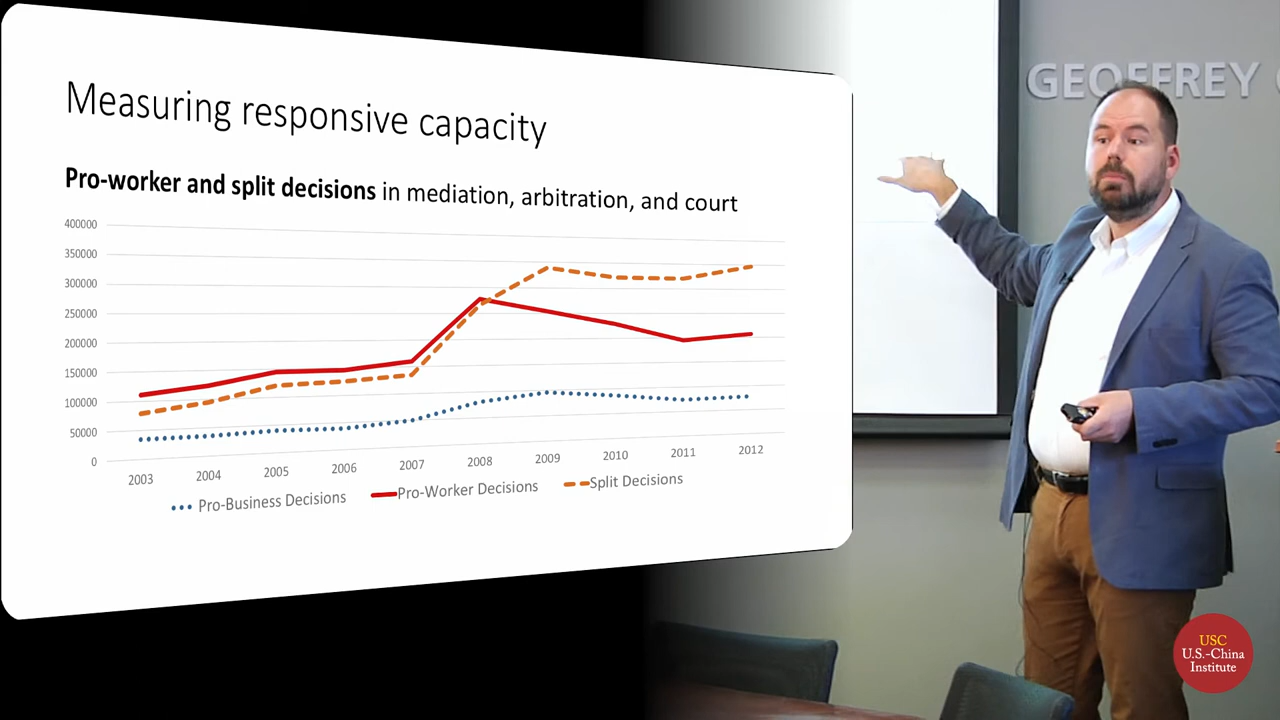 Measuring responsive capacity
Pro-worker and split decisions in mediation, arbitration, and court
400000
350000
300000
250000
200000
150000
100000
50000
0
2003 2004 2005 2006 2007 2008 2009 2010 2011 2012
Pro-Business Decisions Pro-Worker Decisions Split Decisions
GEOFFREY
USC
U.S.-China
Institute